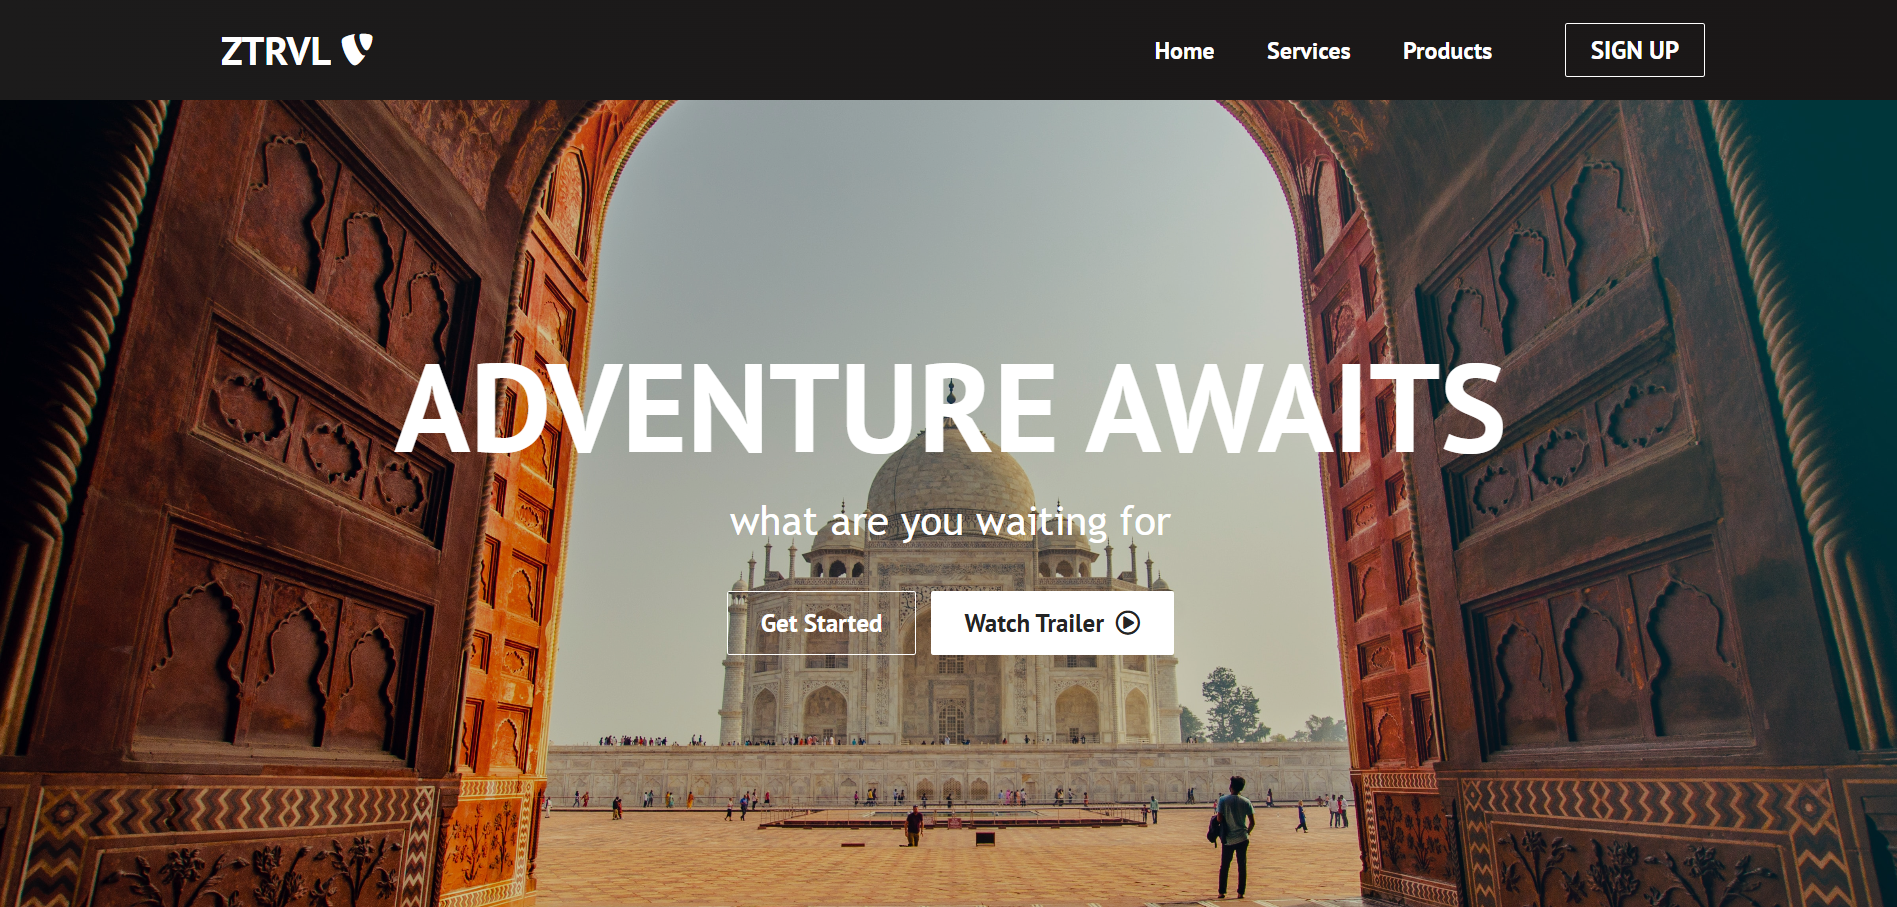 ZTRVL
Home
Services
Products
SIGN UP
ADVENTURE AWAITS
what are you waiting for
Get Started
Watch Trailer